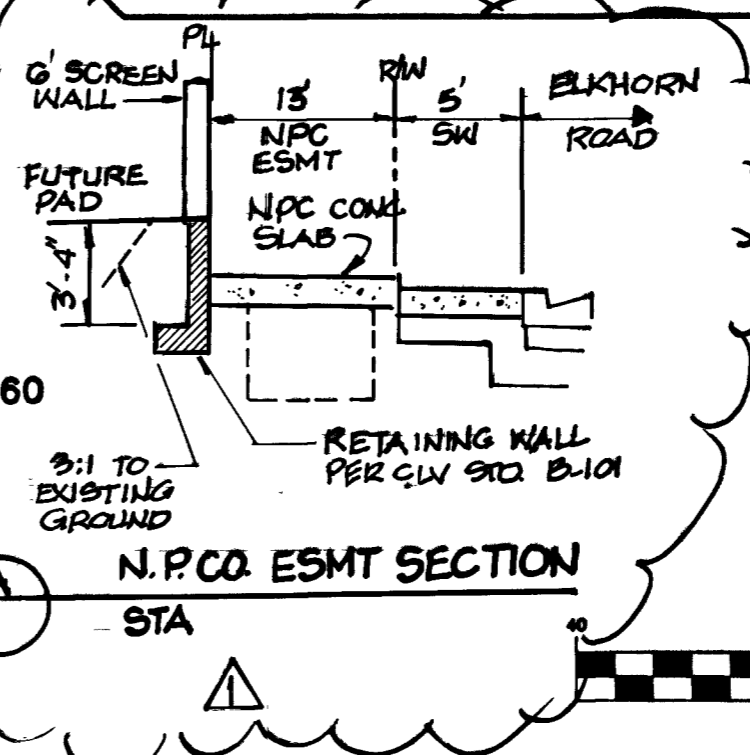 PL
6' SCREEN
WALL
13'
NPC
ESMT
R/W
5'
SW
ELKHORN
ROAD
FUTURE
PAD
NPC CONC
SLAB
3'-4"
60
3:1 TO
EXISTING
GROUND
RETAINING WALL
PER CLV STD. B-101
N.P.CO. ESMT SECTION
STA
40
1